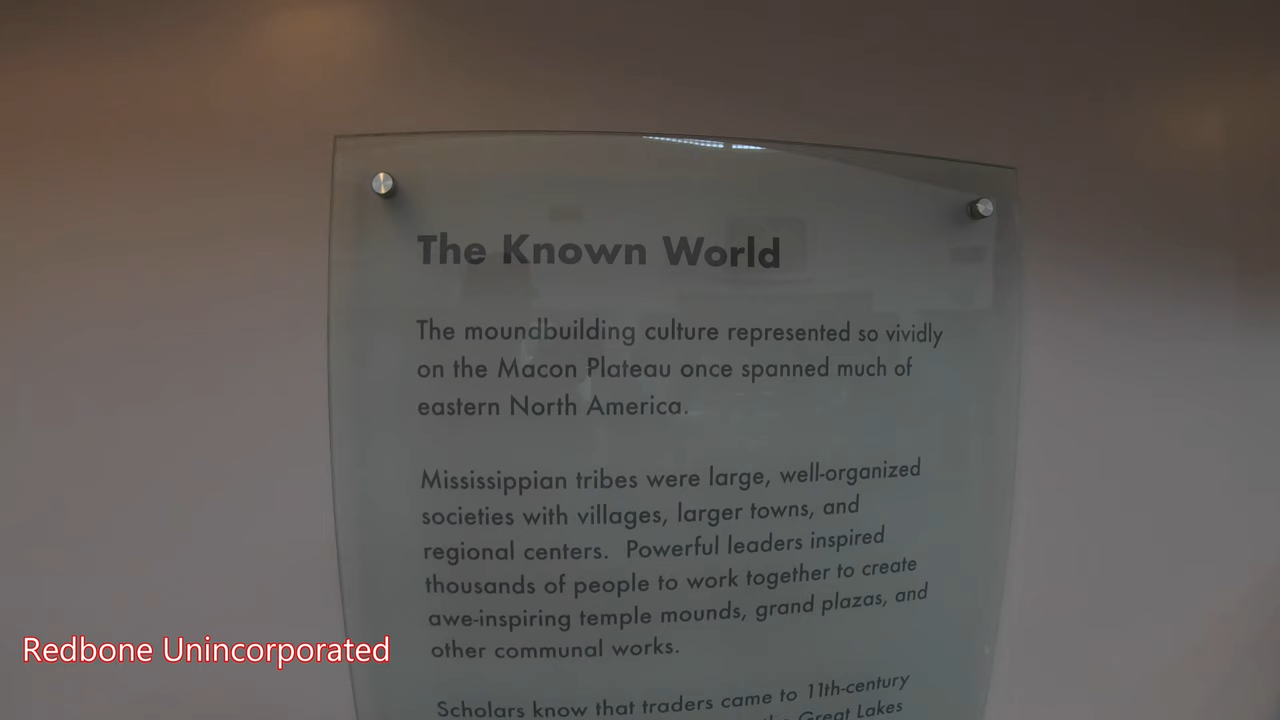 The Known World
The moundbuilding culture represented so vividly
on the Macon Plateau once spanned much of
eastern North America.
Mississippian tribes were large, well-organized
societies with villages, larger towns, and
regional centers. Powerful leaders inspired
thousands of people to work together to create
awe-inspiring temple mounds, grand plazas, and
other communal works.
Scholars know that traders came to 11th-century
Great Lakes
Redbone Unincorporated